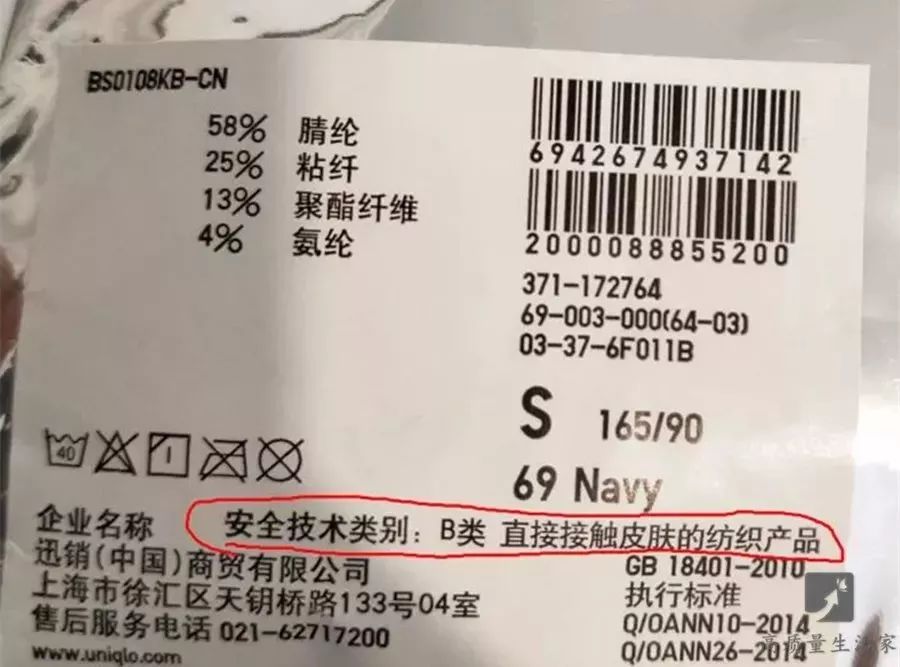 BS0108KB-CN
58% 腈纶
25% 粘纤
13% 聚酯纤维
4% 氨纶
6942674937142
2000088855200
371-172764
69-003-000(64-03)
03-37-6F011B
S 165/90
69 Navy
40
安全技术类别：B类 直接接触皮肤的纺织产品
GB 18401-2010
执行标准
Q/OANN10-2014
Q/OANN26-2014
企业名称
迅销(中国)商贸有限公司
上海市徐汇区天钥桥路133号04室
售后服务电话 021-62717200
www.uniqlo.com
高质量生活家